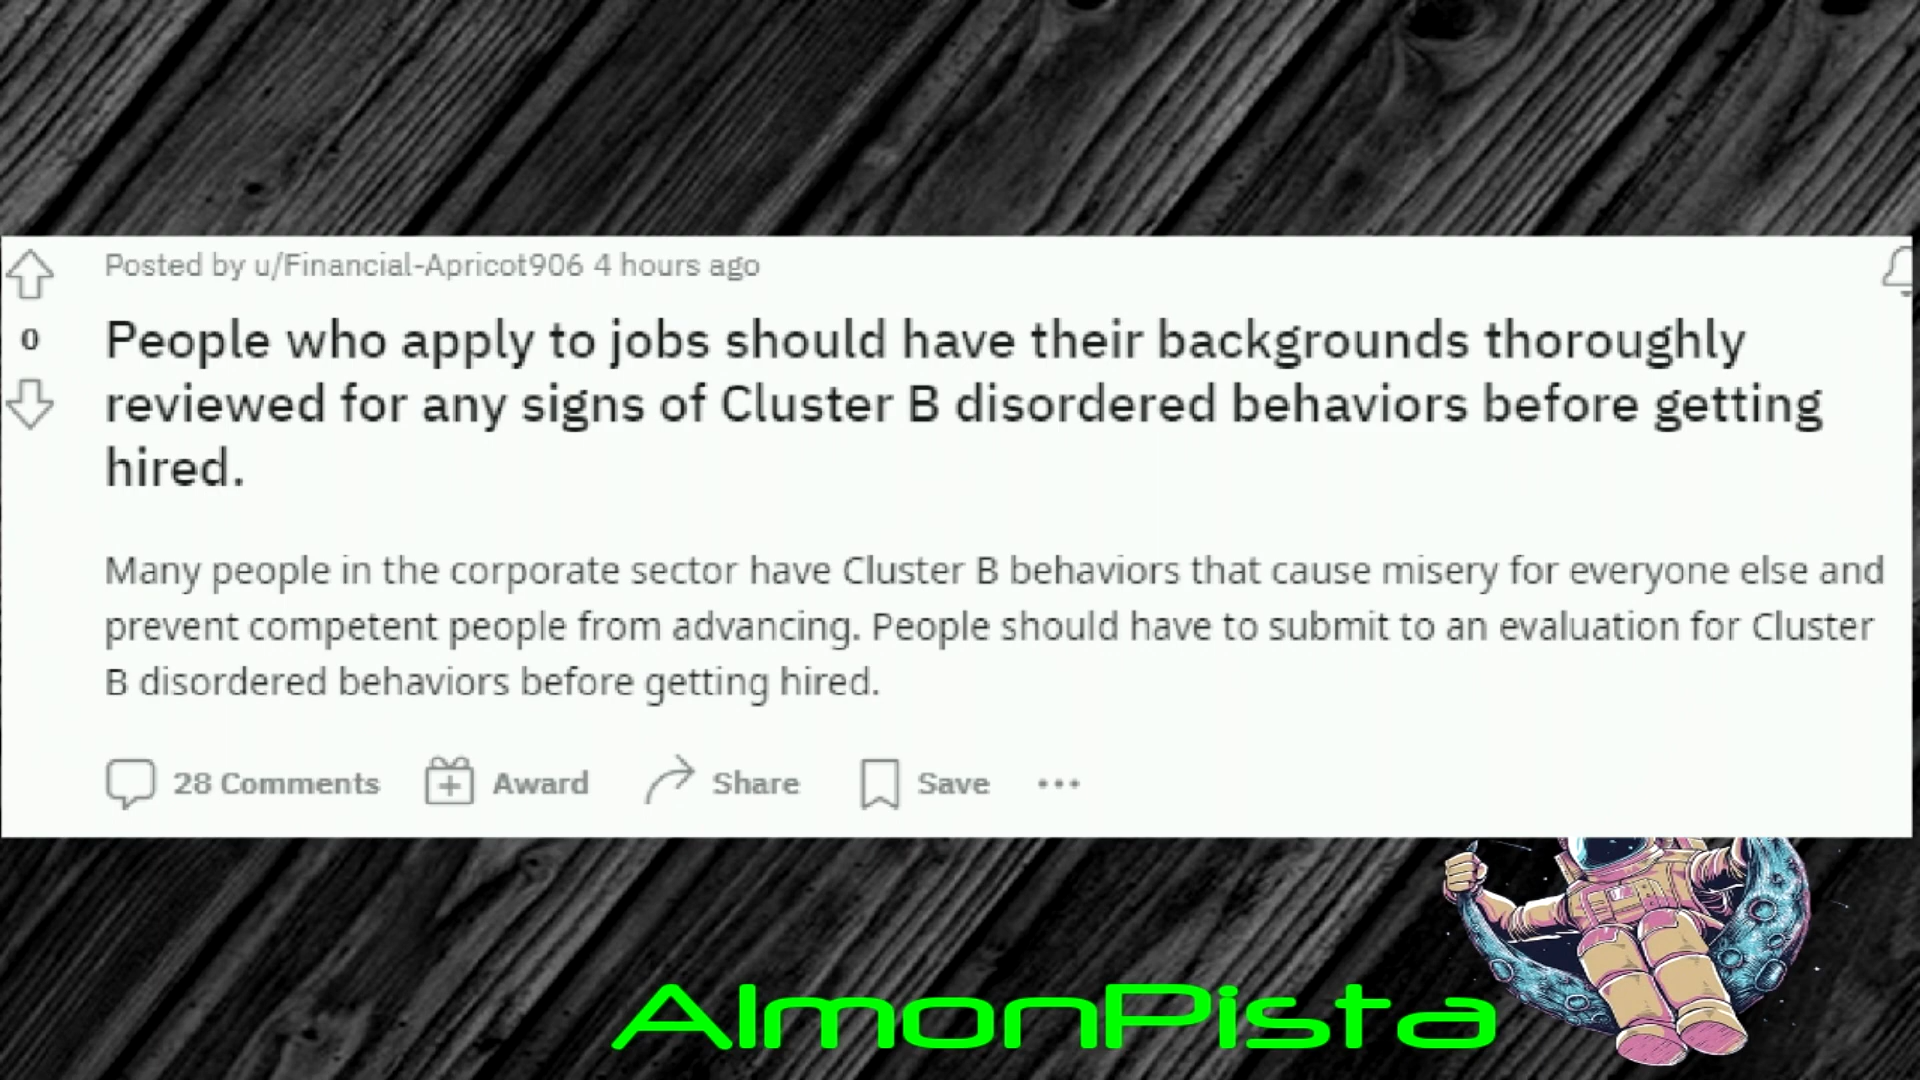 Posted by u/Financial-Apricot906 4 hours ago
0
People who apply to jobs should have their backgrounds thoroughly
reviewed for any signs of Cluster B disordered behaviors before getting
hired.
Many people in the corporate sector have Cluster B behaviors that cause misery for everyone else and
prevent competent people from advancing. People should have to submit to an evaluation for Cluster
B disordered behaviors before getting hired.
28 Comments Award Share Save ...
AlmonPista